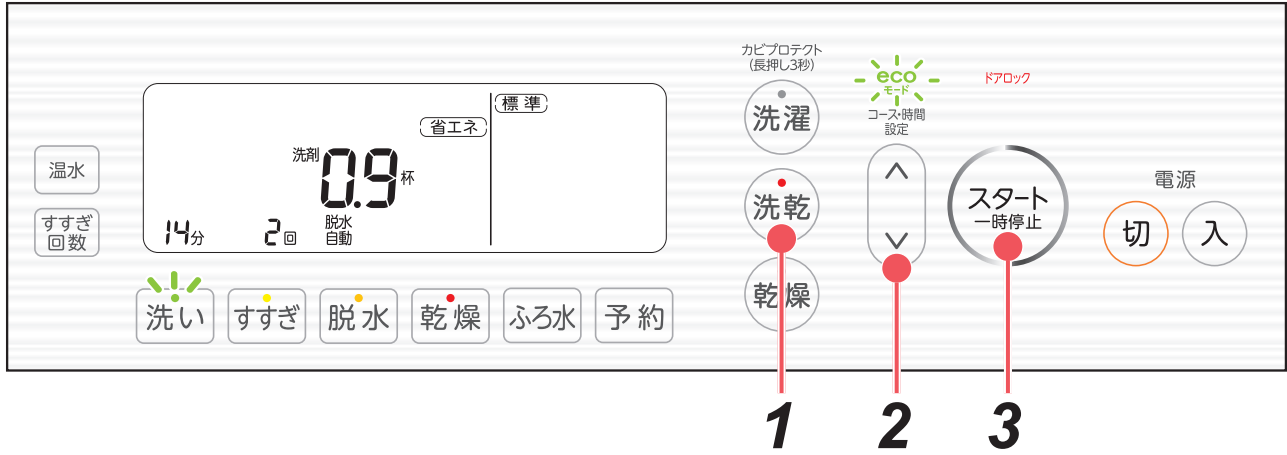 温水
すすぎ
回数
標準
省エネ
洗剤 0.9 杯
14分
2回
脱水
自動
洗い
すすぎ
脱水
乾燥
ふろ水
予約
カビプロテクト
(長押し3秒)
洗濯
洗乾
乾燥
eco
モード
コース・時間
設定
ドアロック
スタート
一時停止
電源
切
入
1
2
3